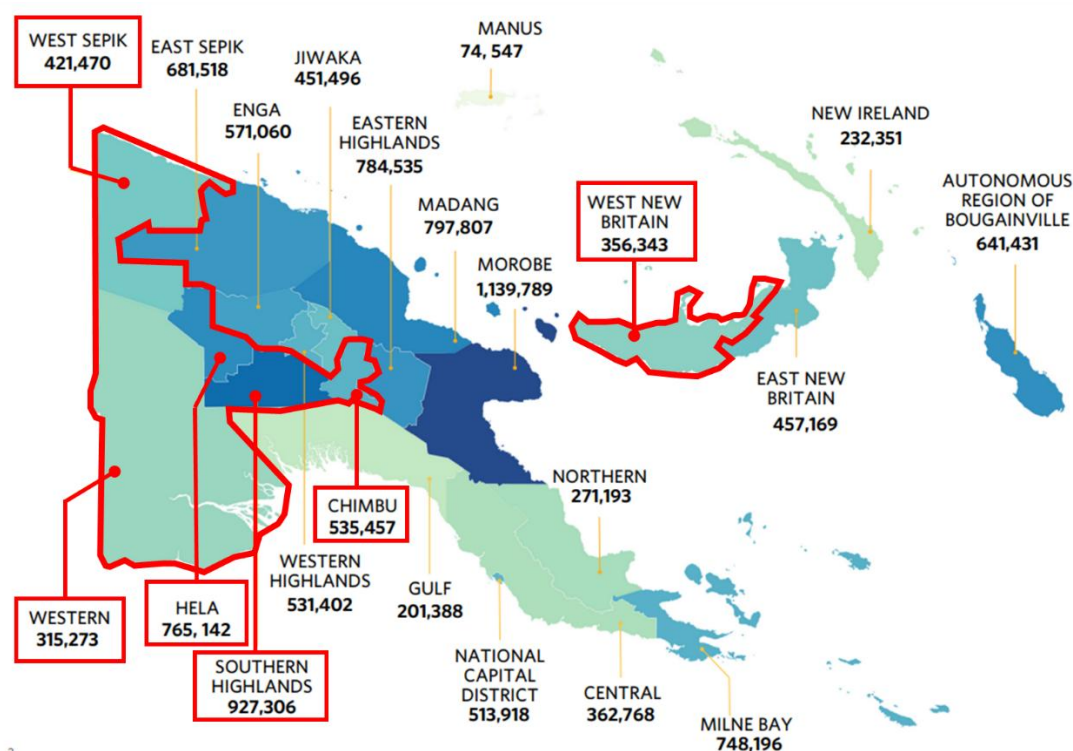 MANUS
74, 547
WEST SEPIK
421,470
EAST SEPIK
681,518
JIWAKA
451,496
ENGA
571,060
EASTERN
HIGHLANDS
784,535
NEW IRELAND
232,351
MADANG
797,807
WEST NEW
BRITAIN
356,343
AUTONOMOUS
REGION OF
BOUGAINVILLE
641,431
MOROBE
1,139,789
EAST NEW
BRITAIN
457,169
NORTHERN
271,193
CHIMBU
535,457
WESTERN
HIGHLANDS
531,402
GULF
201,388
WESTERN
315,273
HELA
765, 142
SOUTHERN
HIGHLANDS
927,306
NATIONAL
CAPITAL
DISTRICT
513,918
CENTRAL
362,768
MILNE BAY
748,196